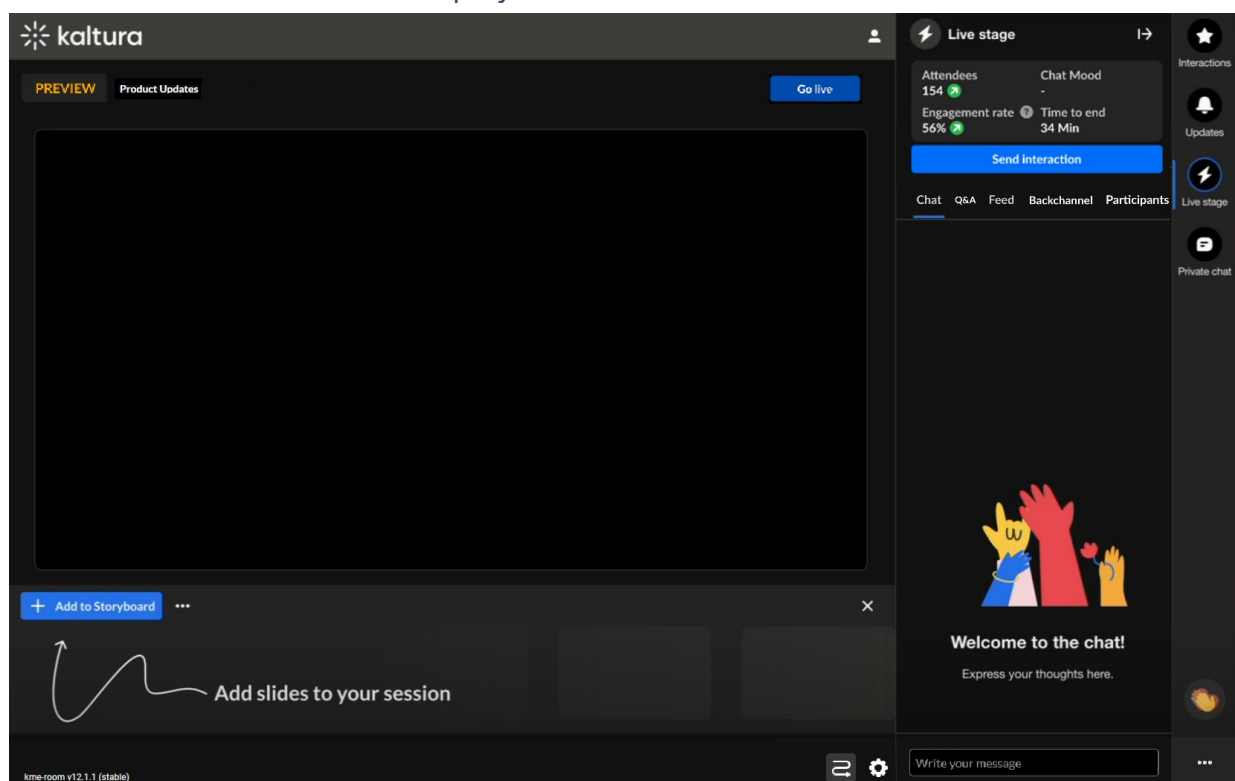 kaltura
PREVIEW Product Updates
Go live
Add to Storyboard
Add slides to your session
kme-room v12.1.1 (stable)
Live stage
Attendees
154
Chat Mood
-
Engagement rate
56%
Time to end
34 Min
Send interaction
Chat Q&A Feed Backchannel Participants
Welcome to the chat!
Express your thoughts here.
Write your message
Interactions
Updates
Live stage
Private chat